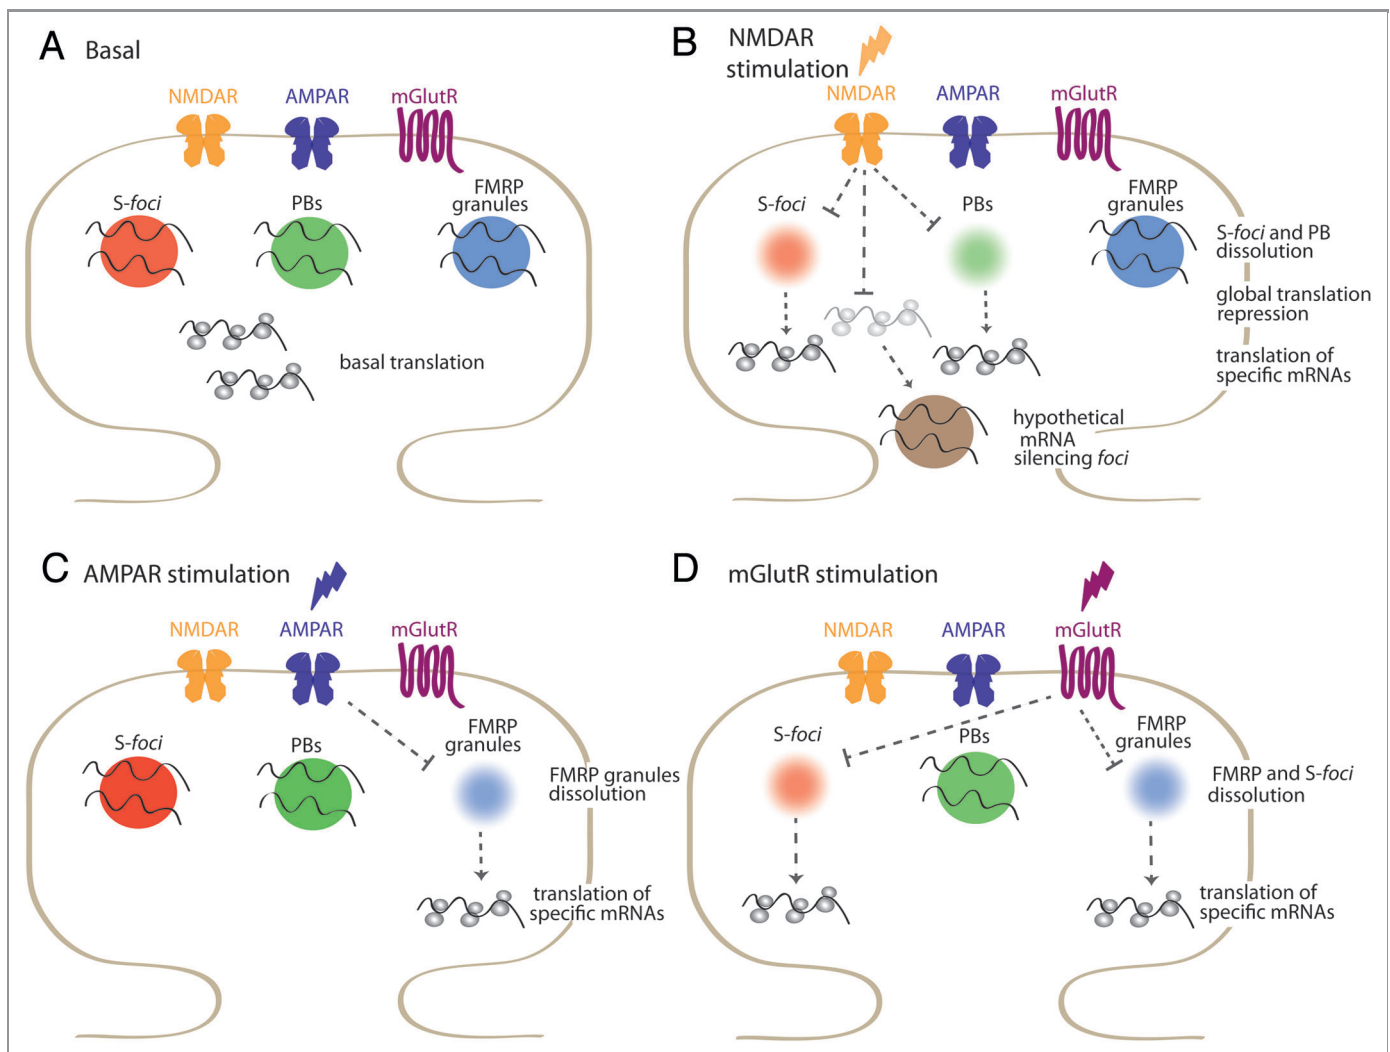 A Basal
NMDAR AMPAR mGlutR
S-foci PBs FMRP
granules
basal translation
B NMDAR
stimulation
NMDAR AMPAR mGlutR
S-foci PBs FMRP
granules
S-foci and PB
dissolution
global translation
repression
translation of
specific mRNAs
hypothetical
mRNA
silencing foci
C AMPAR stimulation
NMDAR AMPAR mGlutR
S-foci PBs FMRP
granules
FMRP granules
dissolution
translation of
specific mRNAs
D mGlutR stimulation
NMDAR AMPAR mGlutR
S-foci PBs FMRP
granules
FMRP and S-foci
dissolution
translation of
specific mRNAs